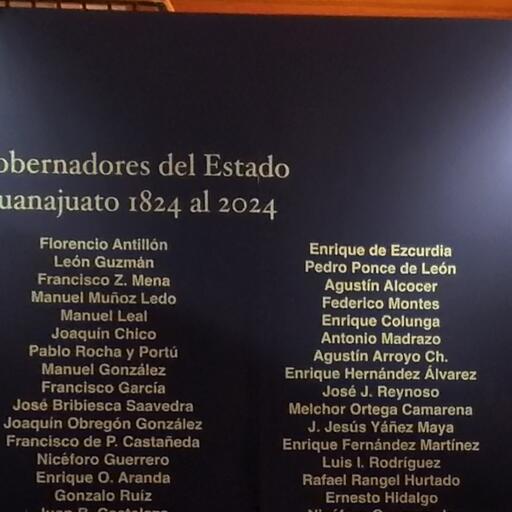 obernadores del Estado
uanajuato 1824 al 2024
Florencio Antillón
León Guzmán
Francisco Z. Mena
Manuel Muñoz Ledo
Manuel Leal
Joaquín Chico
Pablo Rocha y Portú
Manuel González
Francisco García
José Bribiesca Saavedra
Joaquín Obregón González
Francisco de P. Castañeda
Nicéforo Guerrero
Enrique O. Aranda
Gonzalo Ruíz
Enrique de Ezcurdia
Pedro Ponce de León
Agustín Alcocer
Federico Montes
Enrique Colunga
Antonio Madrazo
Agustín Arroyo Ch.
Enrique Hernández Álvarez
José J. Reynoso
Melchor Ortega Camarena
J. Jesús Yáñez Maya
Enrique Fernández Martínez
Luis I. Rodríguez
Rafael Rangel Hurtado
Ernesto Hidalgo